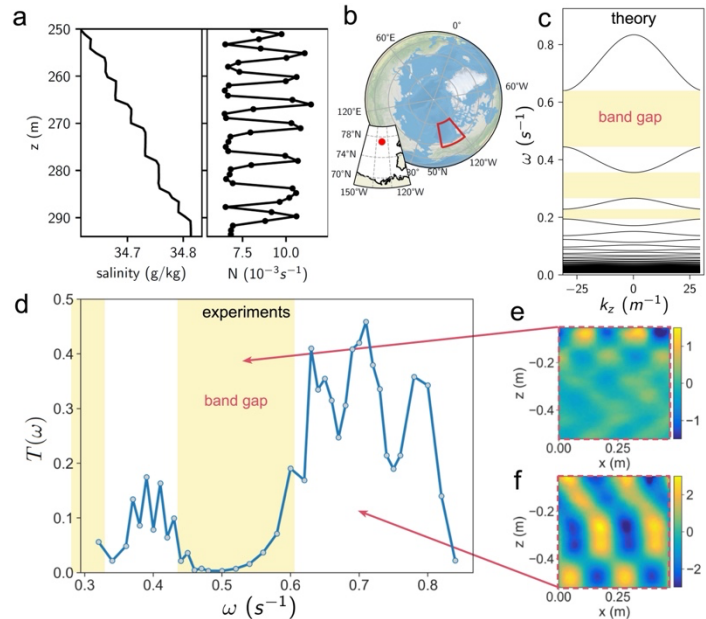 a
250
260
270
280
290
z (m)
34.7
34.8
salinity (g/kg)
7.5
10.0
N (10⁻³s⁻¹)
b
0°
60°E
60°W
120°E
120°W
78°N
74°N
70°N
150°W
120°W
30°
50°N
c
theory
0.8
0.6
0.4
0.2
0.0
ω (s⁻¹)
band gap
−25
0
25
k_z (m⁻¹)
d
experiments
band gap
0.5
0.4
0.3
0.2
0.1
0.0
T(ω)
0.3
0.4
0.5
0.6
0.7
0.8
ω (s⁻¹)
e
−0.2
−0.4
z (m)
0.00
0.25
x (m)
1
0
−1
f
−0.2
−0.4
z (m)
0.00
0.25
x (m)
2
0
−2